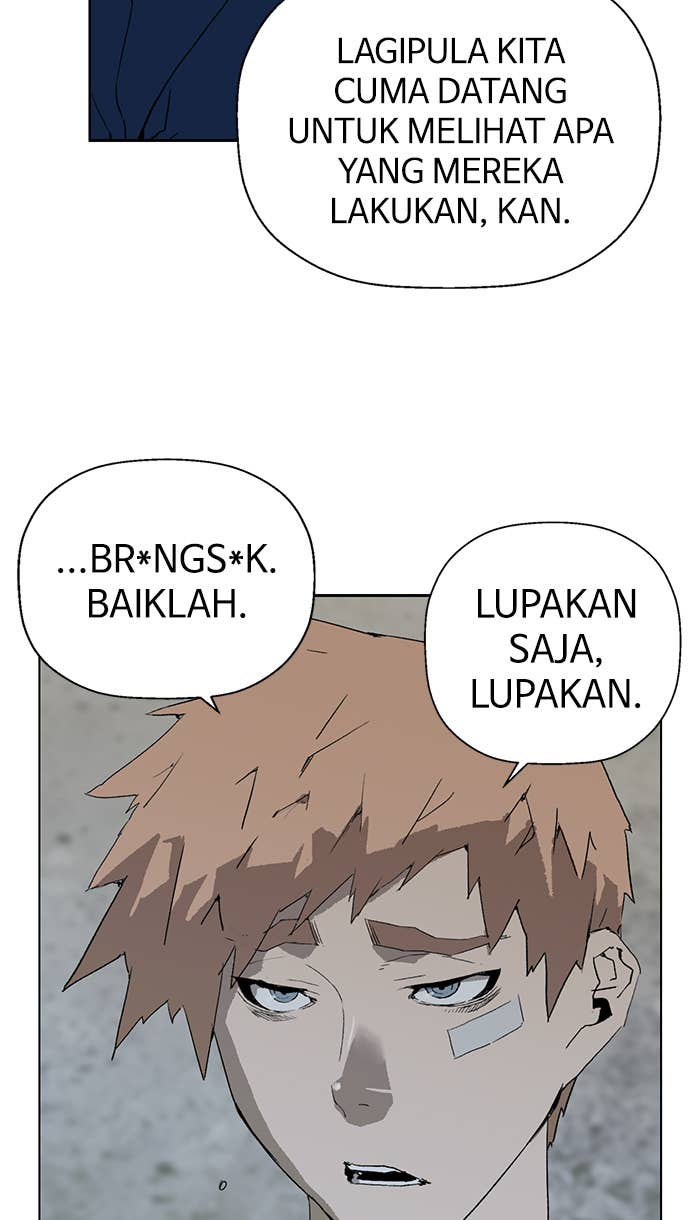 LAGIPULA KITA
CUMA DATANG
UNTUK MELIHAT APA
YANG MEREKA
LAKUKAN, KAN.
...BR*NGS*K.
BAIKLAH.
LUPAKAN
SAJA,
LUPAKAN.